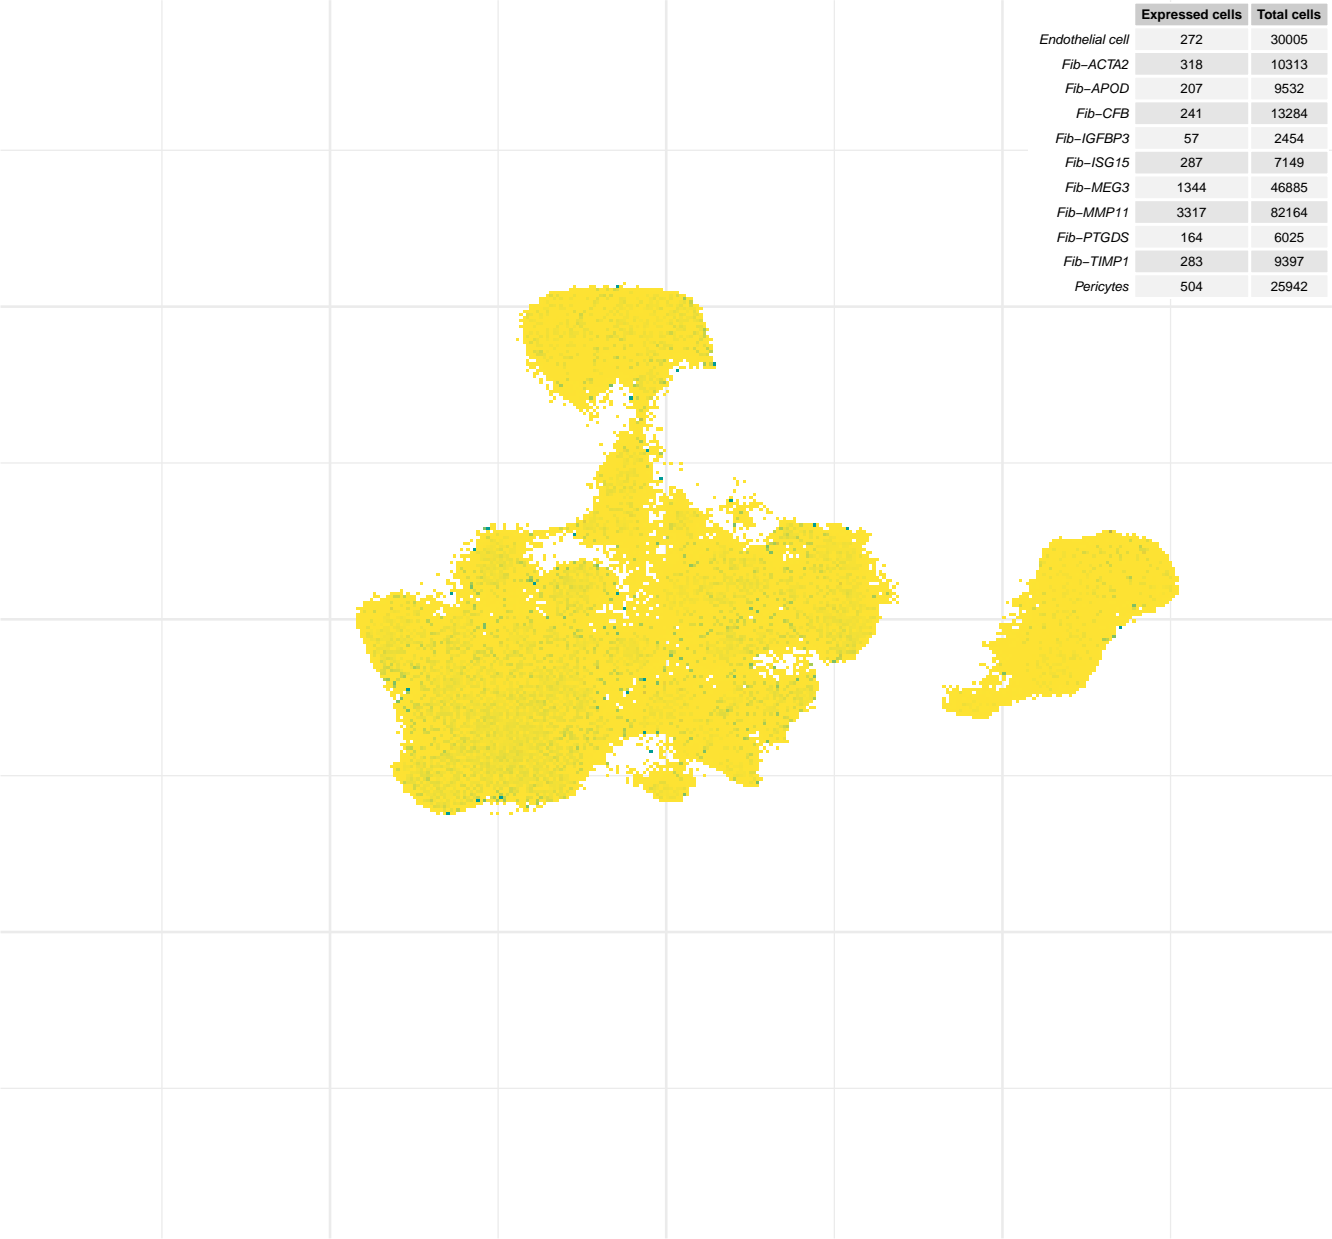 Expressed cells Total cells
Endothelial cell 272 30005
Fib−ACTA2 318 10313
Fib−APOD 207 9532
Fib−CFB 241 13284
Fib−IGFBP3 57 2454
Fib−ISG15 287 7149
Fib−MEG3 1344 46885
Fib−MMP11 3317 82164
Fib−PTGDS 164 6025
Fib−TIMP1 283 9397
Pericytes 504 25942